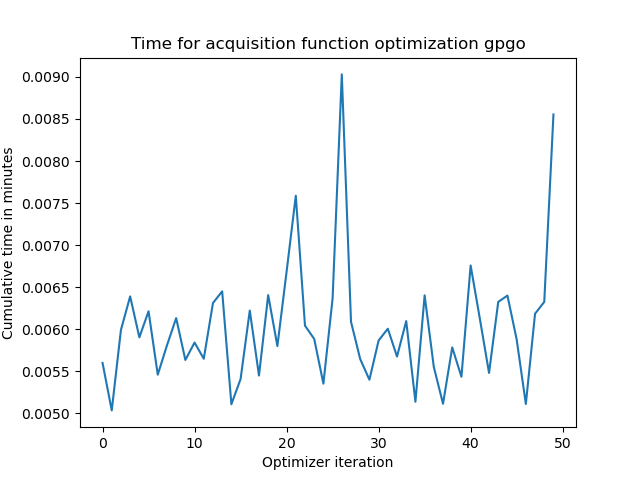 Time for acquisition function optimization gpgo
Cumulative time in minutes
0.0090
0.0085
0.0080
0.0075
0.0070
0.0065
0.0060
0.0055
0.0050
0 10 20 30 40 50
Optimizer iteration